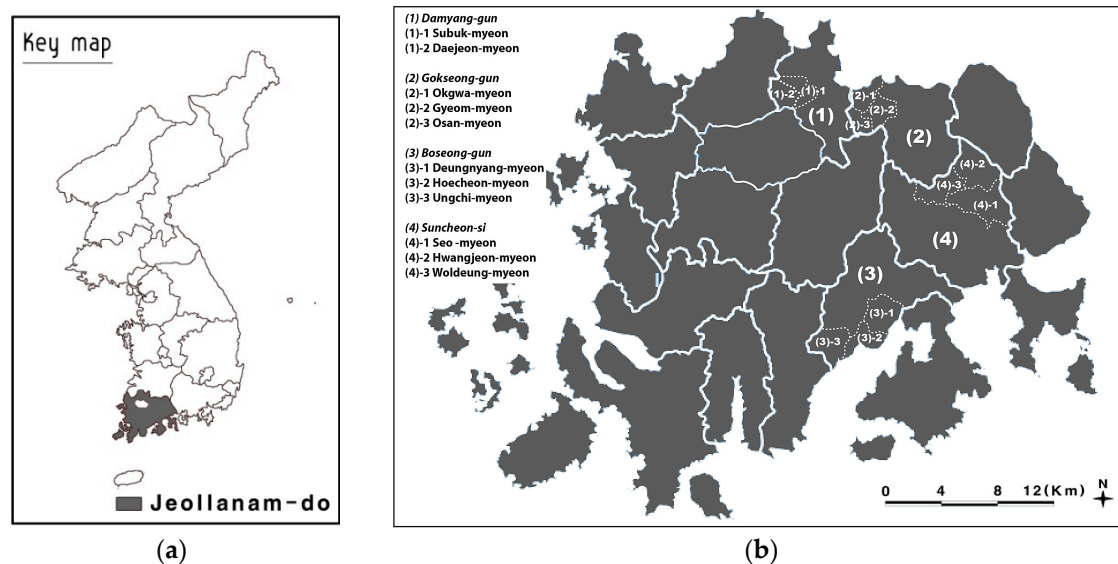 Key map
Jeollanam-do
(a)
(1) Damyang-gun
(1)-1 Subuk-myeon
(1)-2 Daejeon-myeon
(2) Gokseong-gun
(2)-1 Okgwa-myeon
(2)-2 Gyeom-myeon
(2)-3 Osan-myeon
(3) Boseong-gun
(3)-1 Deungnyang-myeon
(3)-2 Hoecheon-myeon
(3)-3 Ungchi-myeon
(4) Suncheon-si
(4)-1 Seo -myeon
(4)-2 Hwangjeon-myeon
(4)-3 Woldeung-myeon
(1)-2
(1)-1
(1)
(2)-1
(2)-2
(2)-3
(2)
(4)-2
(4)-3
(4)-1
(4)
(3)
(3)-1
(3)-2
(3)-3
0 4 8 12(Km)
N
(b)